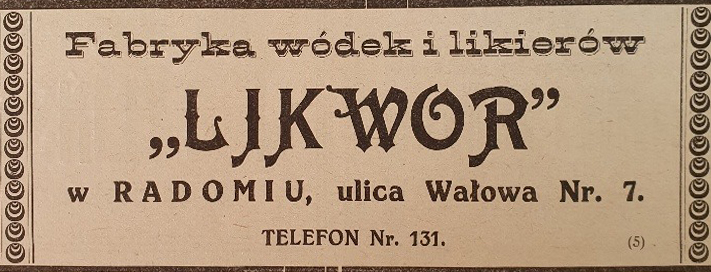 Fabryka wódek i likierów
„LIKWOR”
w RADOMIU, ulica Wałowa Nr. 7.
TELEFON Nr. 131.
(5)